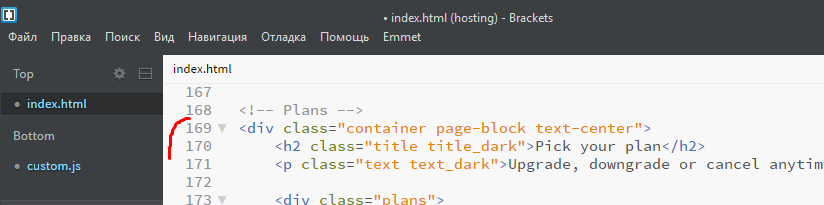 • index.html (hosting) - Brackets
Файл Правка Поиск Вид Навигация Отладка Помощь Emmet
Top
index.html
Bottom
custom.js
index.html
167
168 <!-- Plans -->
169 <div class="container page-block text-center">
170 <h2 class="title title_dark">Pick your plan</h2>
171 <p class="text text_dark">Upgrade, downgrade or cancel anytim
172
173 <div class="plans">